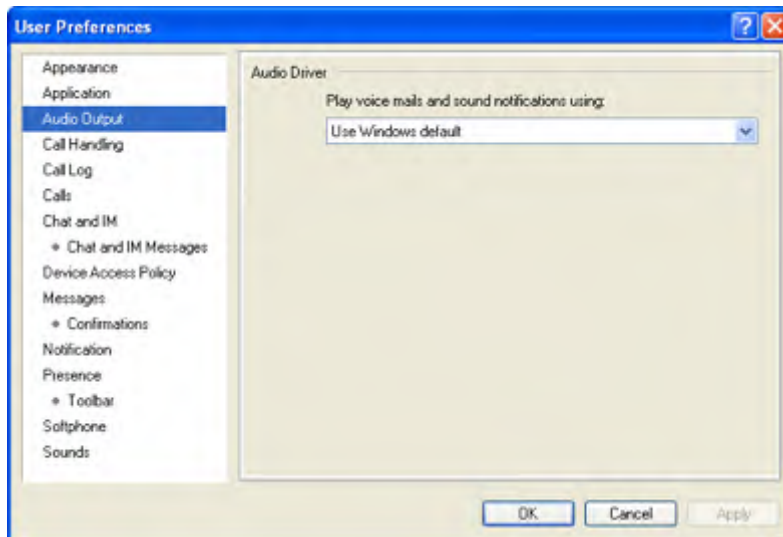 User Preferences
Appearance
Application
Audio Output
Call Handling
Call Log
Calls
Chat and IM
Chat and IM Messages
Device Access Policy
Messages
Confirmations
Notification
Presence
Toolbar
Softphone
Sounds
Audio Driver
Play voice mails and sound notifications using:
Use Windows default
OK
Cancel
Apply